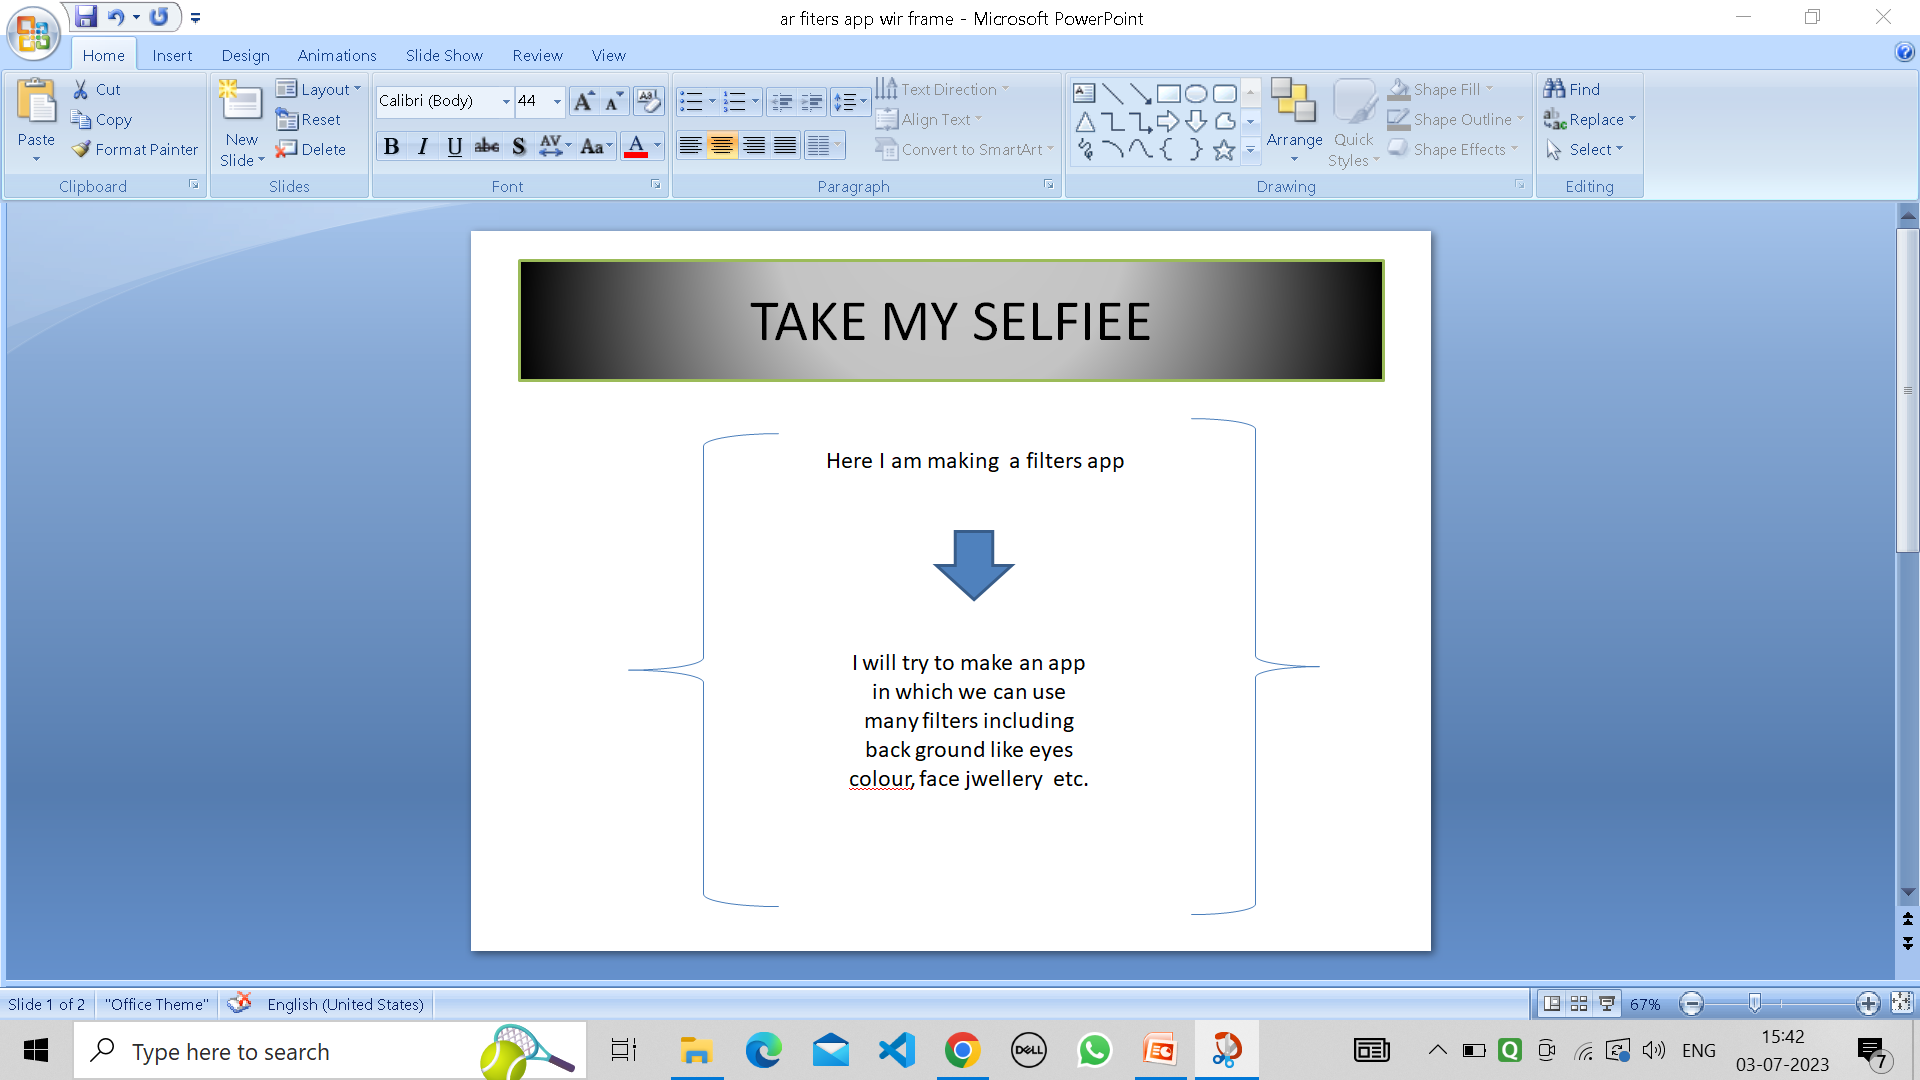 ar fiters app wir frame - Microsoft PowerPoint
Home Insert Design Animations Slide Show Review View
Paste
Cut
Copy
Format Painter
Clipboard
New
Slide
Layout
Reset
Delete
Slides
Calibri (Body) 44
B I U abc S AV Aa A
Font
Text Direction
Align Text
Convert to SmartArt
Paragraph
Arrange
Quick
Styles
Shape Fill
Shape Outline
Shape Effects
Drawing
Find
Replace
Select
Editing
TAKE MY SELFIEE
Here I am making  a filters app
I will try to make an app
in which we can use
many filters including
back ground like eyes
colour, face jwellery  etc.
Slide 1 of 2 "Office Theme" English (United States) 67%
Type here to search
DELL
ENG
15:42
03-07-2023
7